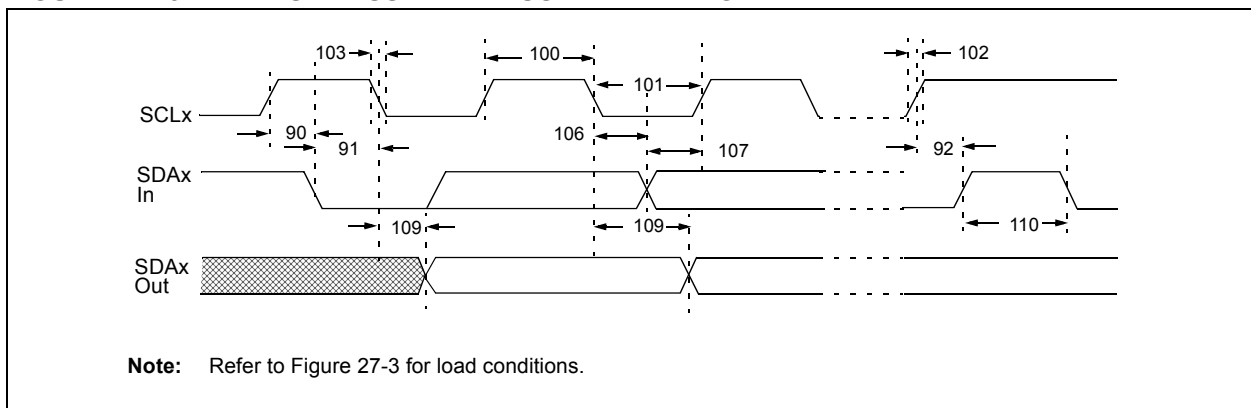 103
100
102
101
SCLx
90
106
91
107
92
SDAx
In
109
109
110
SDAx
Out
Note: Refer to Figure 27-3 for load conditions.